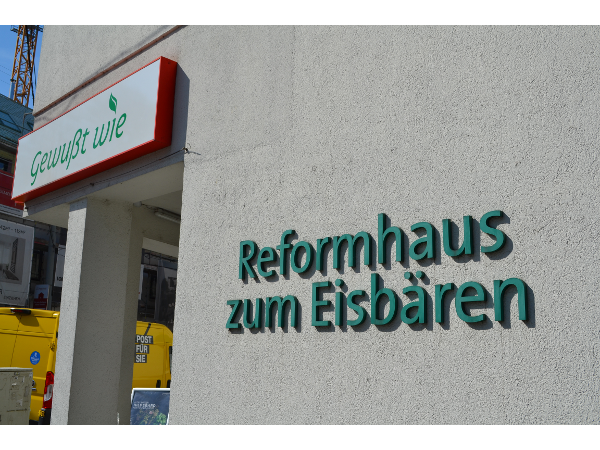 Gewußt wie
Reformhaus
zum Eisbären
POST
FÜR
SIE